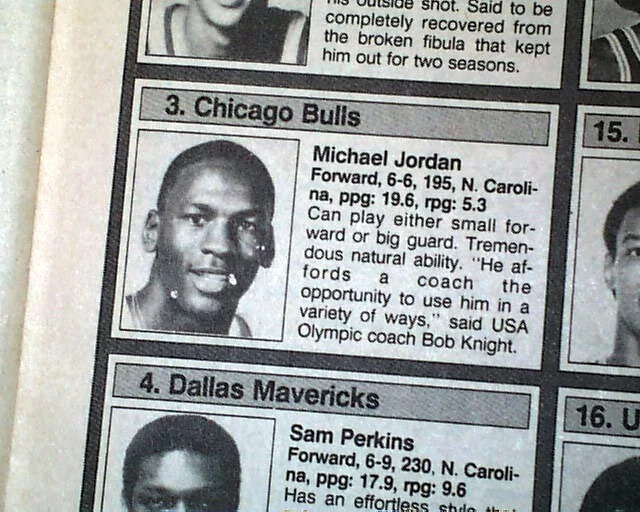 his outside shot. Said to be
completely recovered from
the broken fibula that kept
him out for two seasons.
3. Chicago Bulls
Michael Jordan
Forward, 6-6, 195, N. Caroli-
na, ppg: 19.6, rpg: 5.3
Can play either small for-
ward or big guard. Tremen-
dous natural ability. "He af-
fords a coach the
opportunity to use him in a
variety of ways," said USA
Olympic coach Bob Knight.
4. Dallas Mavericks
Sam Perkins
Forward, 6-9, 230, N. Caroli-
na, ppg: 17.9, rpg: 9.6
Has an effortless style that
15.
16. U